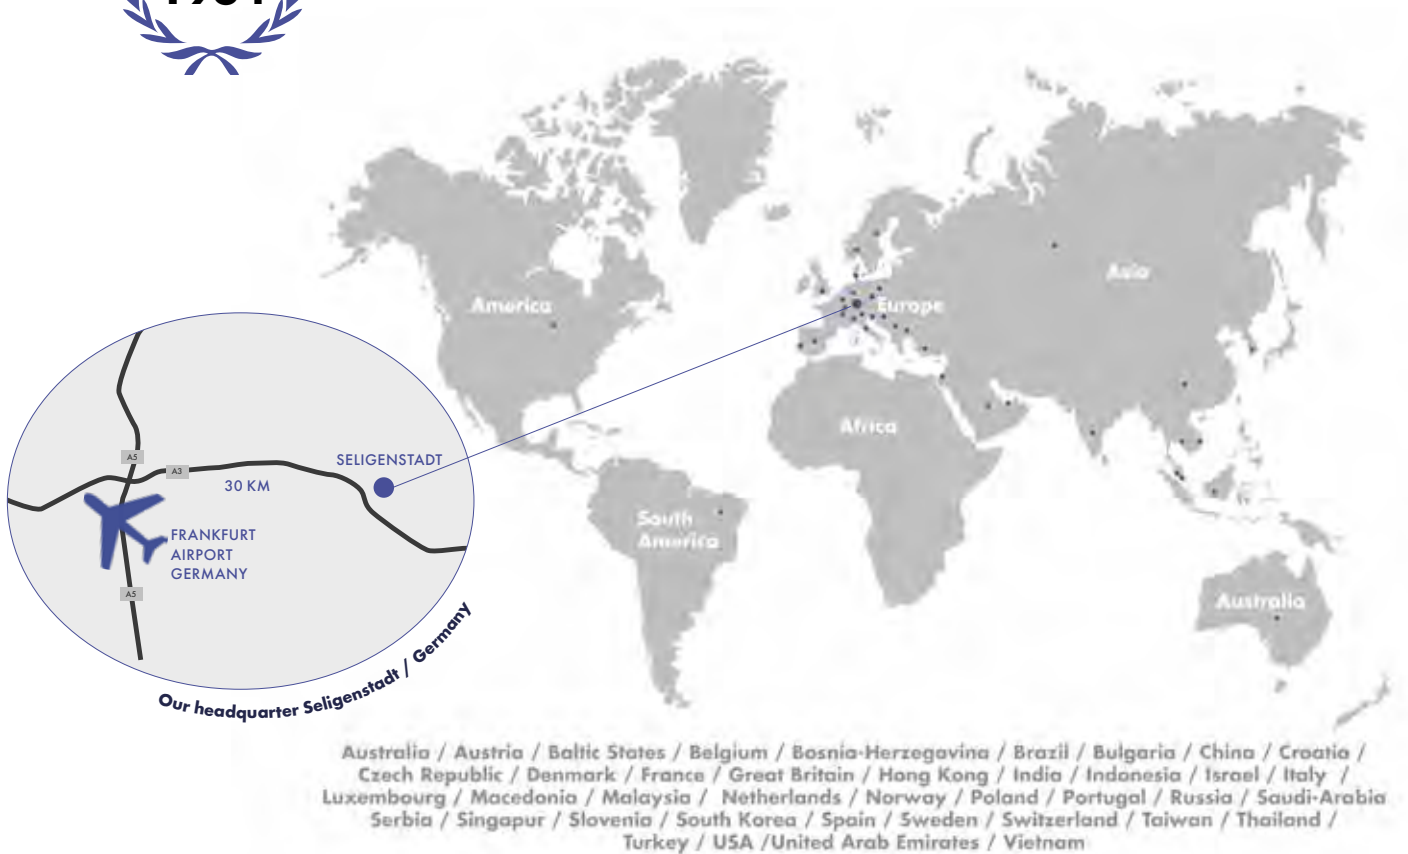 America
Europe
Asia
Africa
South
America
Australia
A5
A3
SELIGENSTADT
30 KM
FRANKFURT
AIRPORT
GERMANY
A5
Our headquarter Seligenstadt / Germany
Australia / Austria / Baltic States / Belgium / Bosnia-Herzegovina / Brazil / Bulgaria / China / Croatia /
Czech Republic / Denmark / France / Great Britain / Hong Kong / India / Indonesia / Israel / Italy /
Luxembourg / Macedonia / Malaysia / Netherlands / Norway / Poland / Portugal / Russia / Saudi-Arabia
Serbia / Singapur / Slovenia / South Korea / Spain / Sweden / Switzerland / Taiwan / Thailand /
Turkey / USA /United Arab Emirates / Vietnam